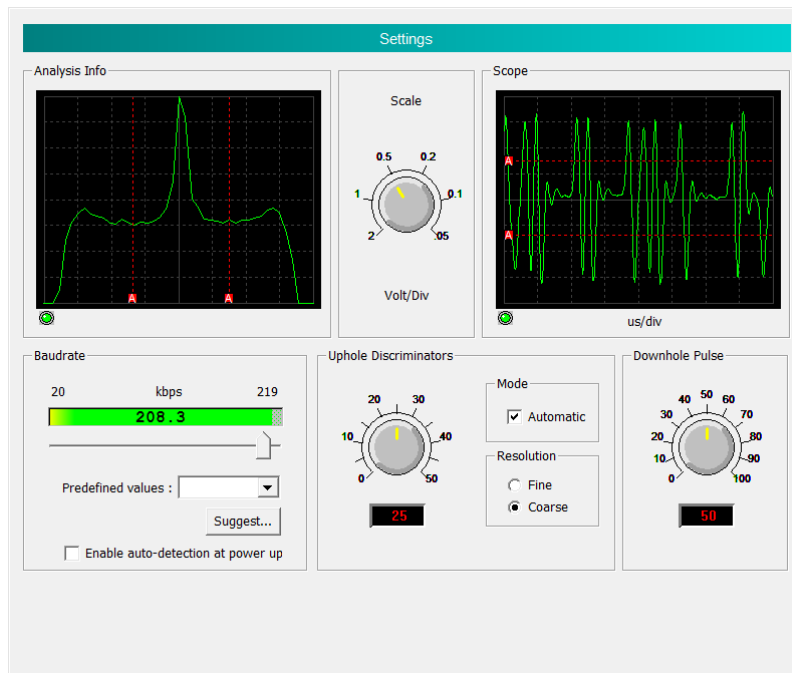 Settings
Analysis Info
A
A
Scale
0.5
0.2
1
0.1
2
.05
Volt/Div
Scope
A
A
us/div
Baudrate
20 kbps 219
208.3
Predefined values :
Suggest...
Enable auto-detection at power up
Uphole Discriminators
20 30
10 40
0 50
25
Mode
Automatic
Resolution
Fine
Coarse
Downhole Pulse
40 50 60
30 70
20 80
10 90
0 100
50